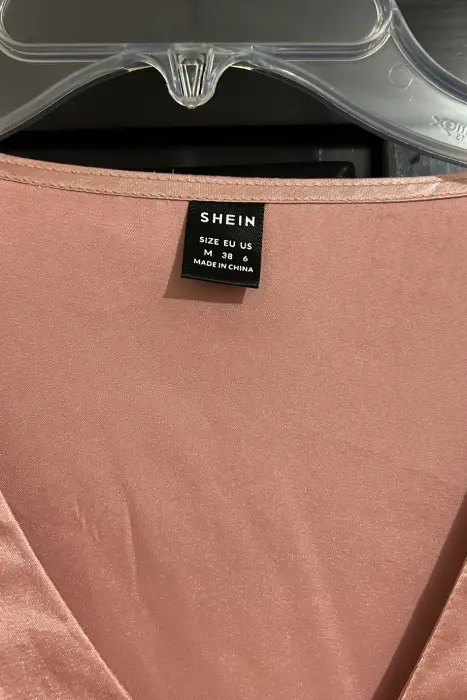 SHEIN
SIZE EU US
M 38 6
MADE IN CHINA